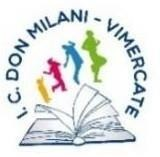 I. C. DON MILANI - VIMERCATE